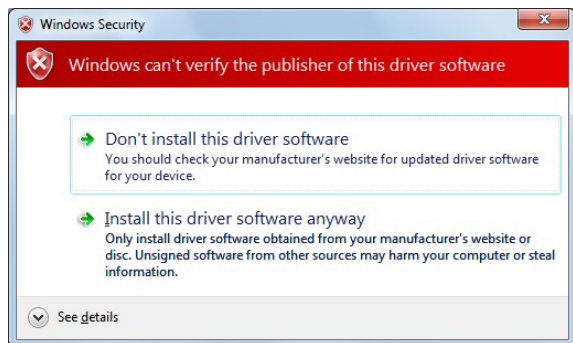 Windows Security
Windows can't verify the publisher of this driver software
Don't install this driver software
You should check your manufacturer's website for updated driver software
for your device.
Install this driver software anyway
Only install driver software obtained from your manufacturer's website or
disc. Unsigned software from other sources may harm your computer or steal
information.
See details